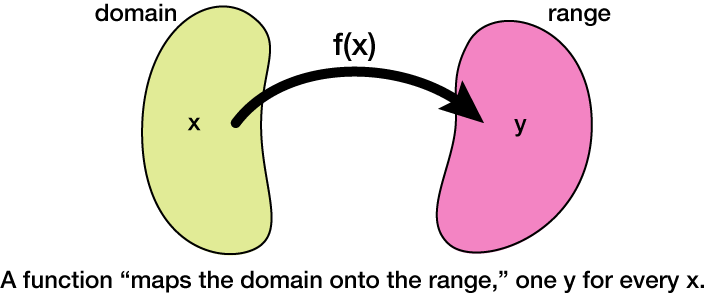 domain
range
f(x)
x
y
A function “maps the domain onto the range,” one y for every x.